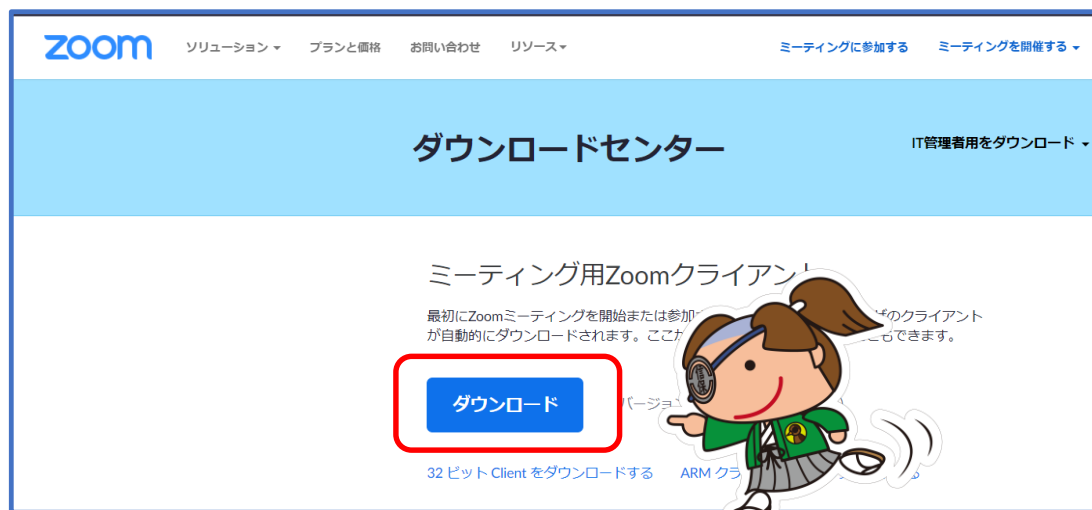 zoom ソリューション プランと価格 お問い合わせ リソース ミーティングに参加する ミーティングを開催する
ダウンロードセンター
IT管理者用をダウンロード
ミーティング用Zoomクライアント
最初にZoomミーティングを開始または参加 のクライアント
が自動的にダウンロードされます。ここ できます。
ダウンロード
バージョン
32 ビット Client をダウンロードする ARM クラ